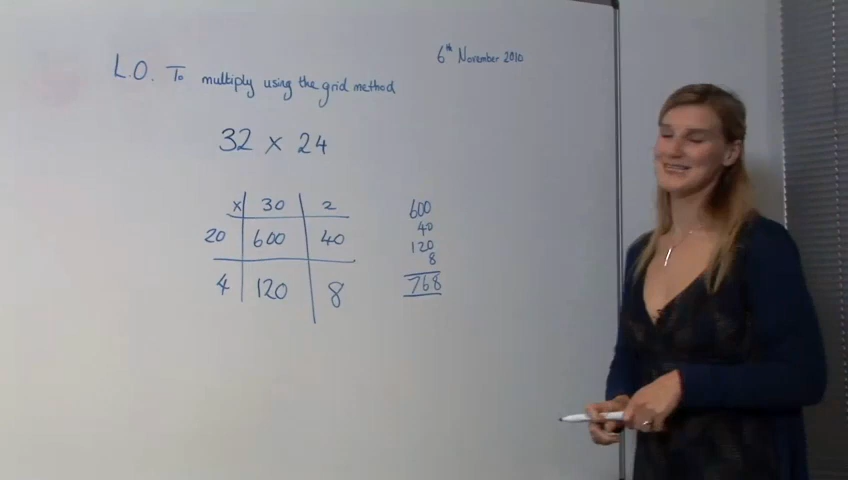 6th November 2010
L.O. To multiply using the grid method
32 x 24
x 30 2
20 600 40
4 120 8
600
40
120
8
768